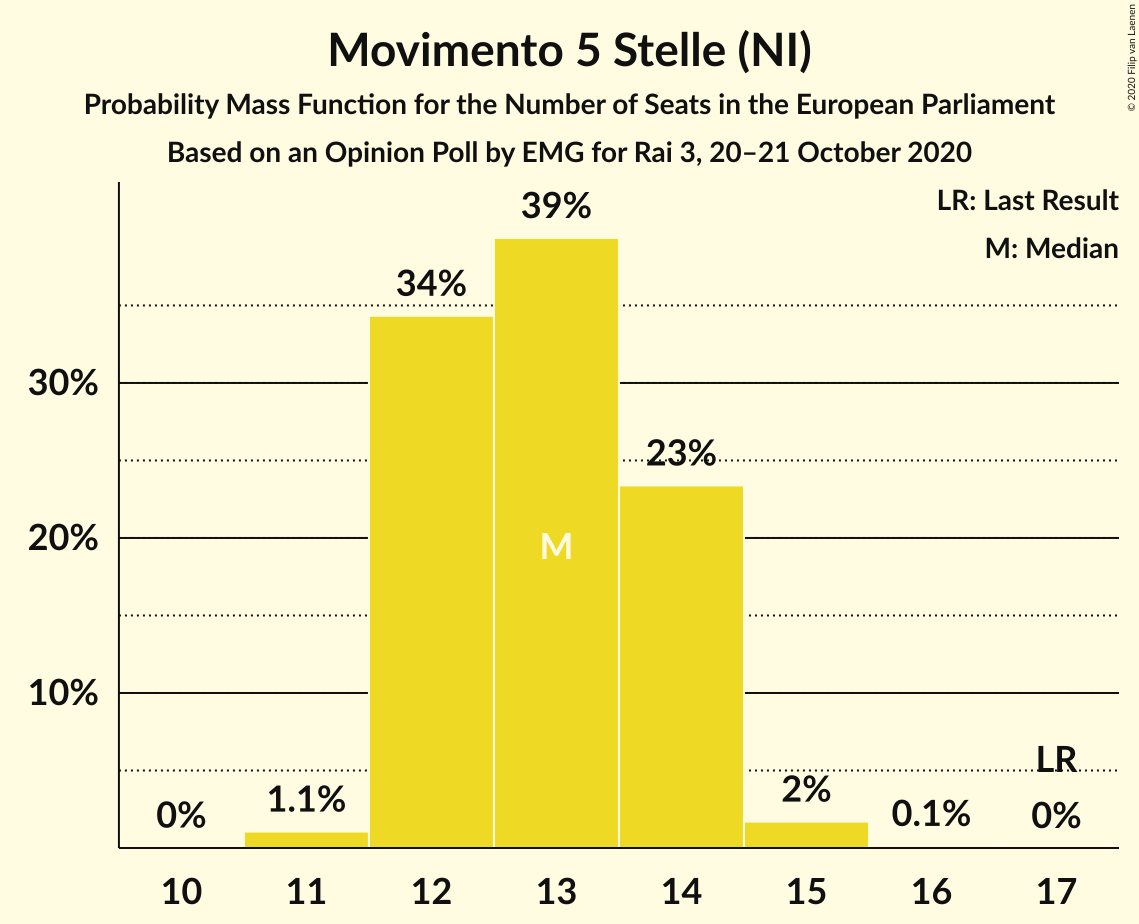 © 2020 Filip van Laenen
Movimento 5 Stelle (NI)
Probability Mass Function for the Number of Seats in the European Parliament
Based on an Opinion Poll by EMG for Rai 3, 20–21 October 2020
LR: Last Result
M: Median
39%
34%
30%
23%
20%
M
10%
LR
0%
1.1%
2%
0.1%
0%
10 11 12 13 14 15 16 17